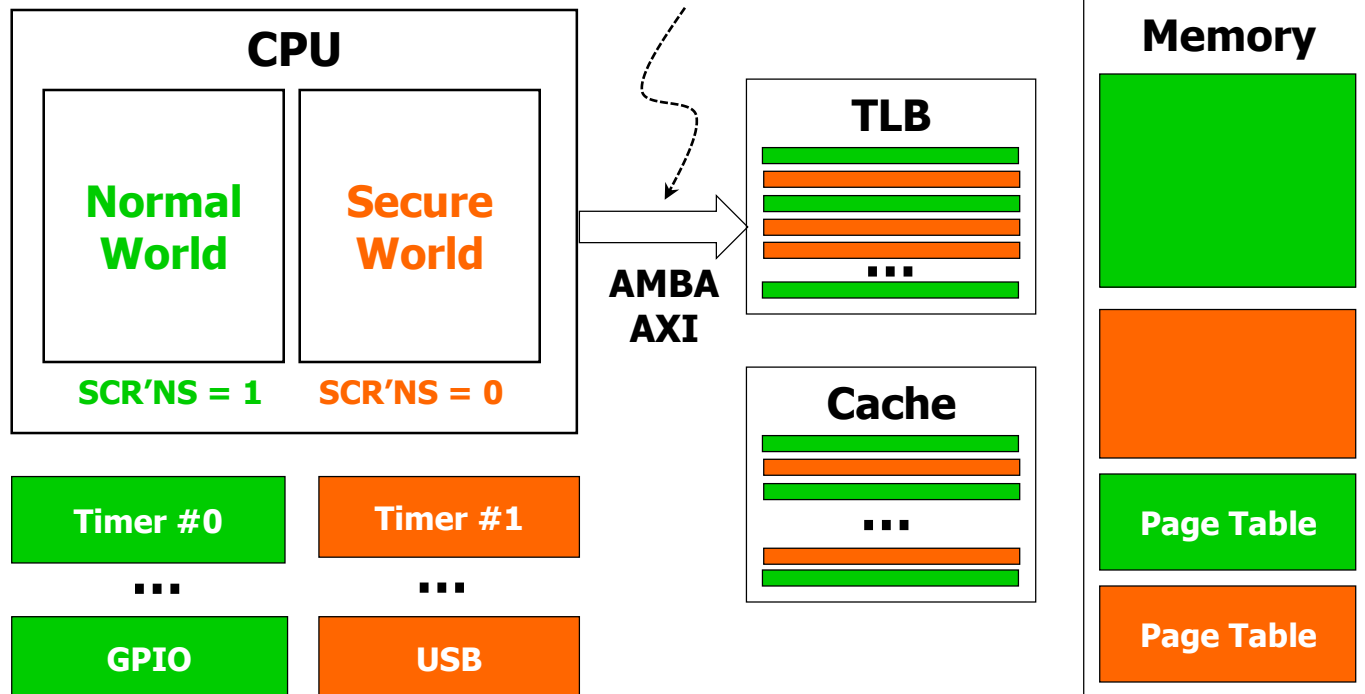 CPU
Normal
World
Secure
World
SCR’NS = 1
SCR’NS = 0
Timer #0
Timer #1
...
...
GPIO
USB
AMBA
AXI
TLB
...
Cache
...
Memory
Page Table
Page Table